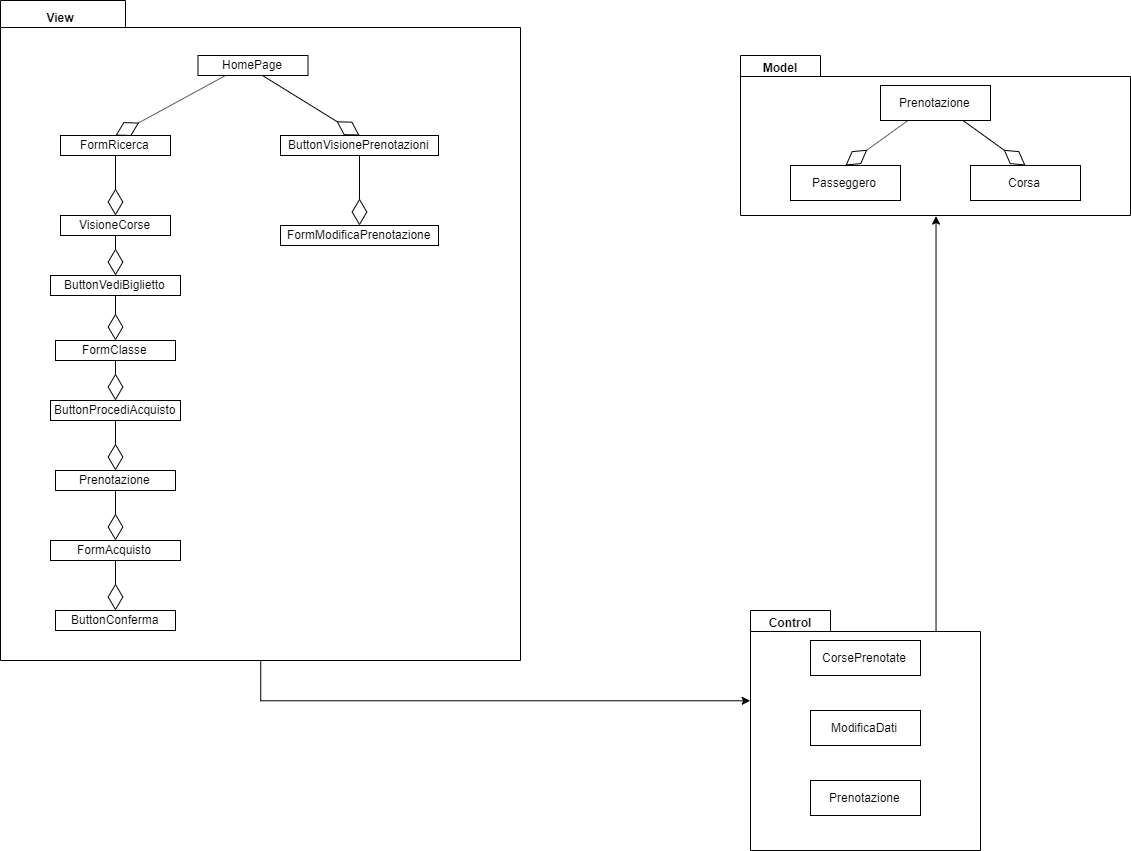 View
HomePage
FormRicerca
ButtonVisionePrenotazioni
VisioneCorse
FormModificaPrenotazione
ButtonVediBiglietto
FormClasse
ButtonProcediAcquisto
Prenotazione
FormAcquisto
ButtonConferma
Model
Prenotazione
Passeggero
Corsa
Control
CorsePrenotate
ModificaDati
Prenotazione